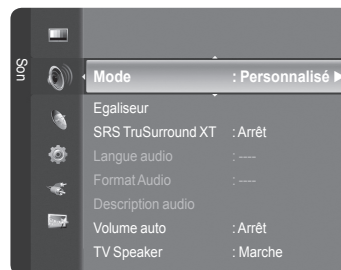 Son
Mode : Personnalisé
Egaliseur
SRS TruSurround XT : Arrêt
Langue audio : ----
Format Audio : ----
Description audio
Volume auto : Arrêt
TV Speaker : Marche